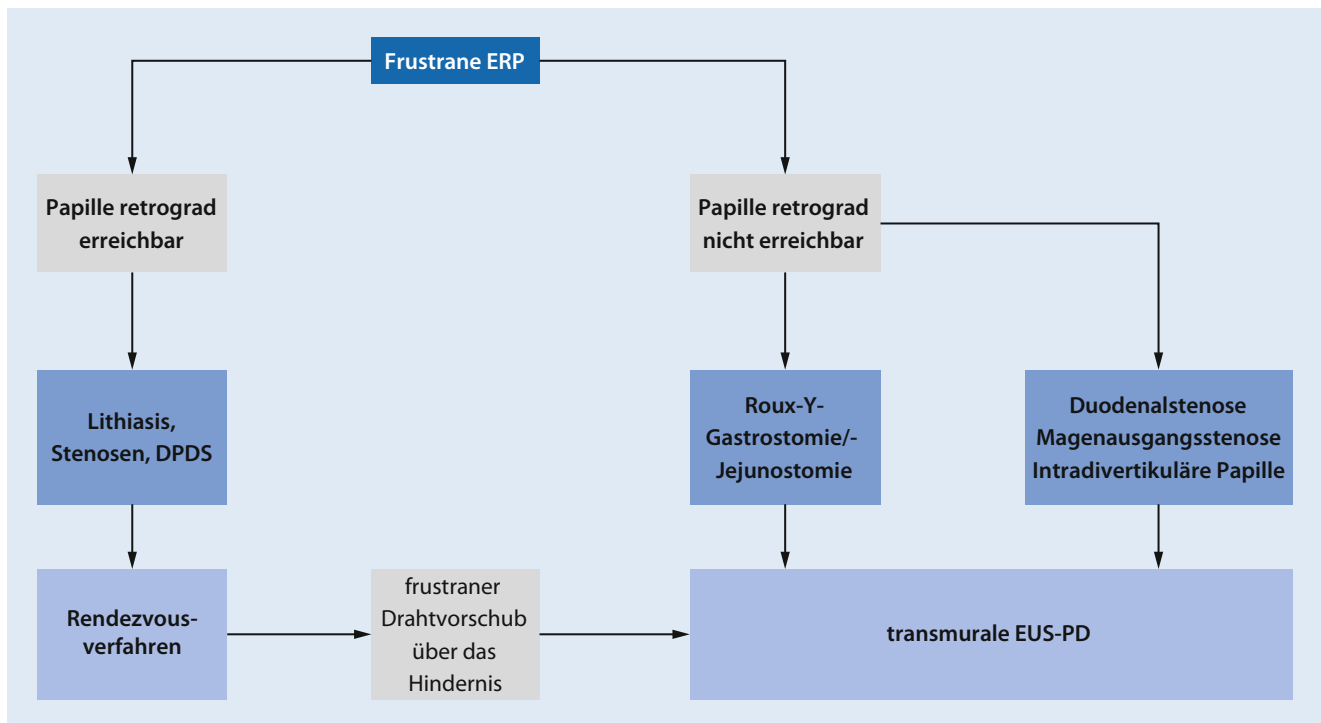 Frustrane ERP
Papille retrograd
erreichbar
Papille retrograd
nicht erreichbar
Lithiasis,
Stenosen, DPDS
Roux-Y-
Gastrostomie/-
Jejunostomie
Duodenalstenose
Magenausgangsstenose
Intradivertikuläre Papille
Rendezvous-
verfahren
frustraner
Drahtvorschub
über das
Hindernis
transmurale EUS-PD